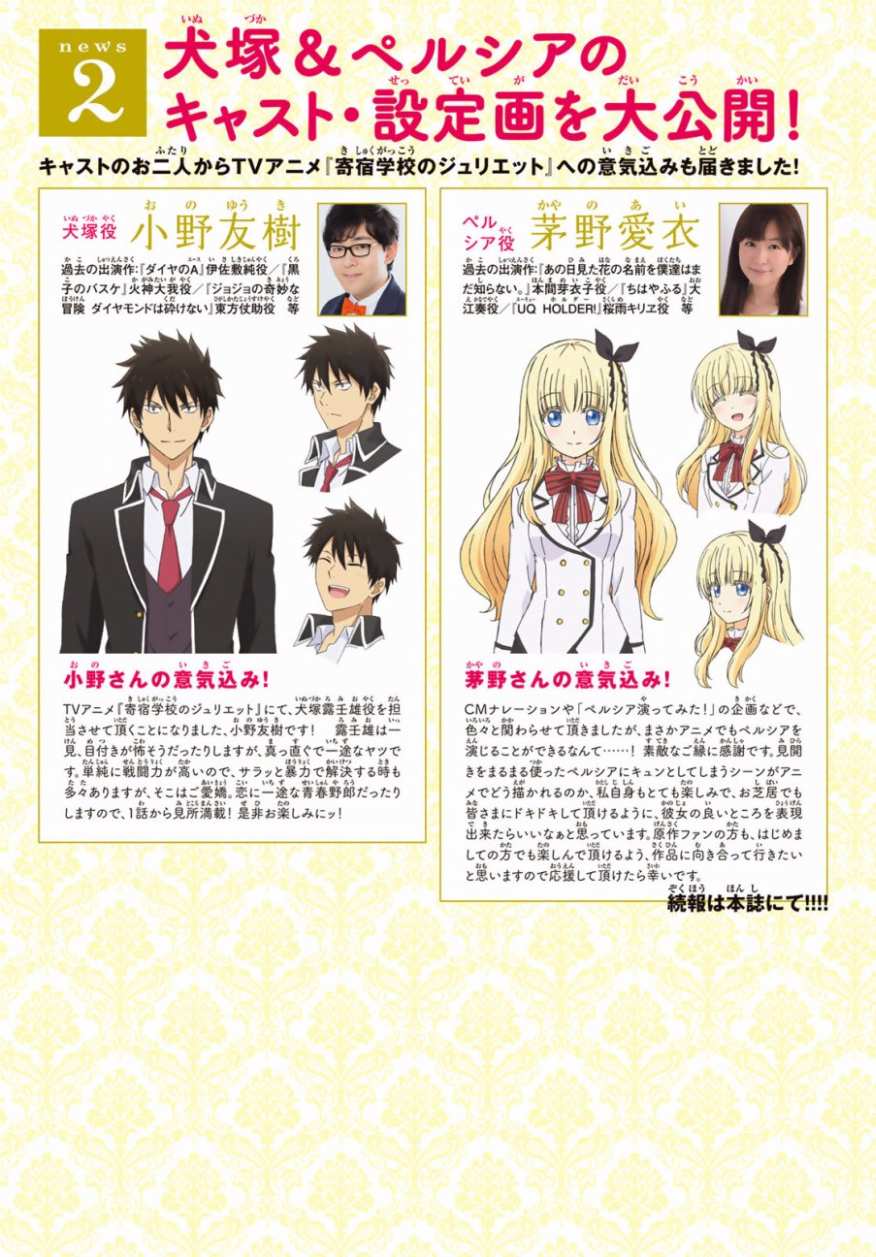 news
2
犬塚&ペルシアの
キャスト・設定画を大公開!
キャストのお二人からTVアニメ『寄宿学校のジュリエット』への意気込みも届きました!
犬塚役 小野友樹
過去の出演作:『ダイヤのA』伊佐敷純役/『黒
子のバスケ』火神大我役/『ジョジョの奇妙な
冒険 ダイヤモンドは砕けない』東方仗助役 等
小野さんの意気込み!
TVアニメ『寄宿学校のジュリエット』にて、犬塚露壬雄役を担
当させて頂くことになりました、小野友樹です! 露壬雄は一
見、目付きが怖そうだったりしますが、真っ直ぐで一途なヤツで
す。単純に戦闘力が高いので、サラッと暴力で解決する時も
多々ありますが、そこはご愛嬌。恋に一途な青春野郎だったり
しますので、1話から見所満載! 是非お楽しみにッ!
ペル
シア役 茅野愛衣
過去の出演作:『あの日見た花の名前を僕達はま
だ知らない。』本間芽衣子役/『ちはやふる』大
江奏役/『UQ HOLDER!』桜雨キリヱ役 等
茅野さんの意気込み!
CMナレーションや「ペルシア演ってみた!」の企画などで、
色々と関わらせて頂きましたが、まさかアニメでもペルシアを
演じることができるなんて……! 素敵なご縁に感謝です。見開
きをまるまる使ったペルシアにキュンとしてしまうシーンがアニ
メでどう描かれるのか、私自身もとても楽しみで、お芝居でも
皆さまにドキドキして頂けるように、彼女の良いところを表現
出来たらいいなぁと思っています。原作ファンの方も、はじめま
しての方でも楽しんで頂けるよう、作品に向き合って行きたい
と思いますので応援して頂けたら幸いです。
続報は本誌にて!!!!